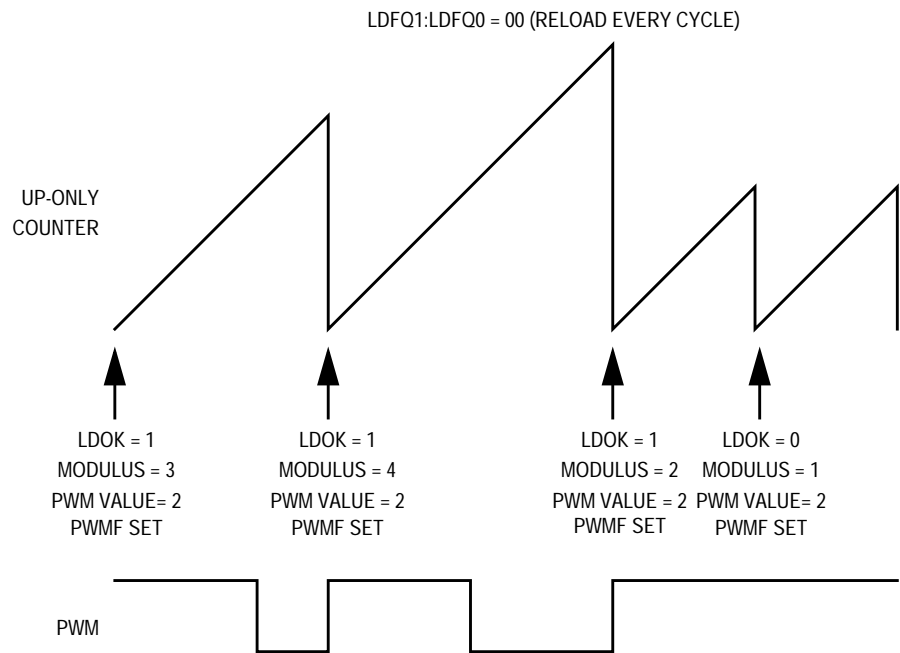 LDFQ1:LDFQ0 = 00 (RELOAD EVERY CYCLE)
UP-ONLY
COUNTER
LDOK = 1
MODULUS = 3
PWM VALUE= 2
PWMF SET
LDOK = 1
MODULUS = 4
PWM VALUE= 2
PWMF SET
LDOK = 1
MODULUS = 2
PWM VALUE = 2
PWMF SET
LDOK = 0
MODULUS = 1
PWM VALUE= 2
PWMF SET
PWM